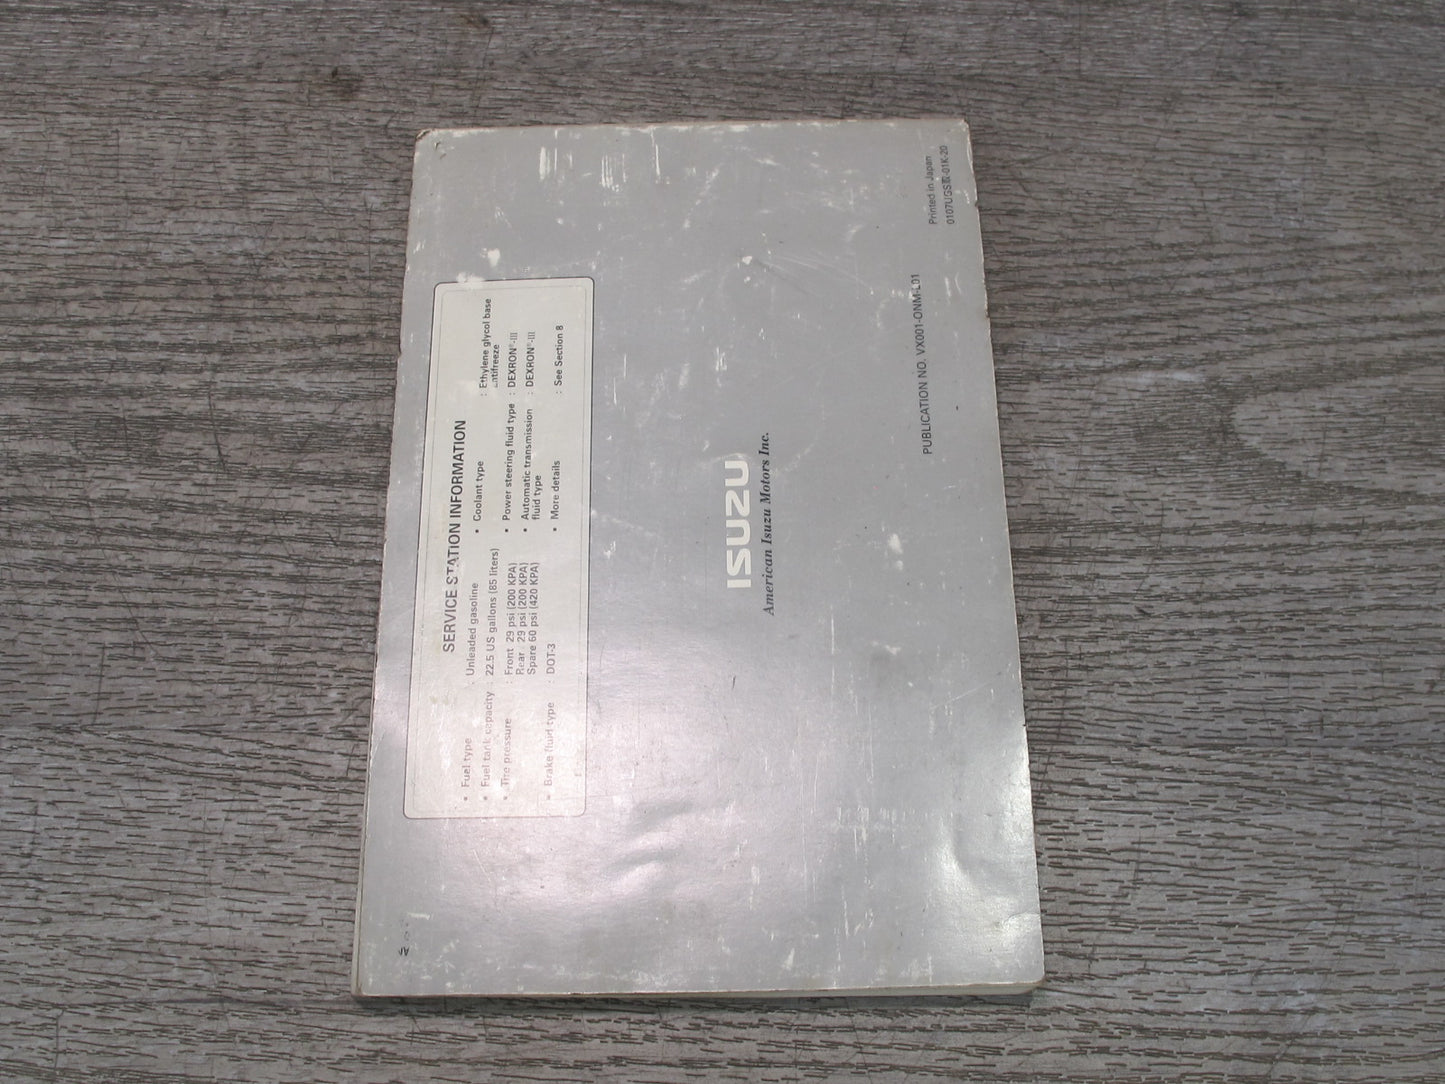 SERVICE STATION INFORMATION
• Fuel type : Unleaded gasoline
• Fuel tank capacity : 22.5 US gallons (85 liters)
• Tire pressure : Front 29 psi (200 KPA)
Rear 29 psi (200 KPA)
Spare 60 psi (420 KPA)
• Brake fluid type : DOT-3
• Coolant type : Ethylene glycol base
antifreeze
• Power steering fluid type : DEXRON®-III
• Automatic transmission : DEXRON®-III
fluid type
• More details : See Section 8
ISUZU
American Isuzu Motors Inc.
PUBLICATION NO. VX001-ONM-L01
Printed in Japan